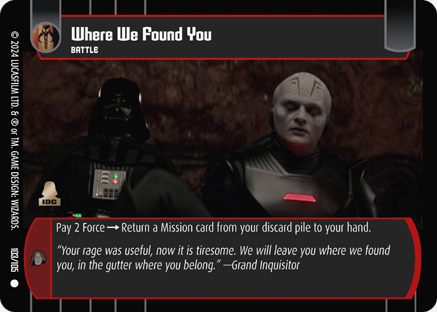 Where We Found You
BATTLE
© 2024 LUCASFILM LTD. & ® or TM. GAME DESIGN: WIZARDS.
IDC
Pay 2 Force → Return a Mission card from your discard pile to your hand.
“Your rage was useful, now it is tiresome. We will leave you where we found
you, in the gutter where you belong.” —Grand Inquisitor
103/105